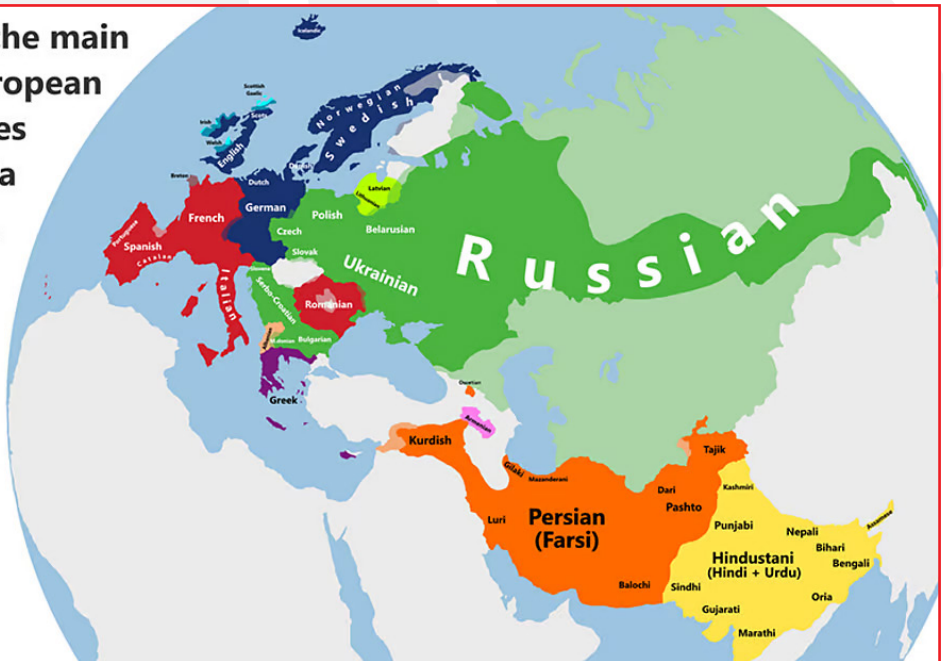 he main
ropean
es
a
Icelandic
Scottish
Gaelic
Scots
Irish
Welsh
English
Norwegian
Swedish
Breton
Dutch
German
French
Latvian
Lithuanian
Polish
Belarusian
Czech
Slovak
Ukrainian
Russian
Portuguese
Spanish
Catalan
Italian
Slovene
Serbo-Croatian
Romanian
Bulgarian
Greek
Ossetian
Armenian
Kurdish
Gilaki
Mazanderani
Tajik
Dari
Pashto
Kashmiri
Luri
Persian
(Farsi)
Punjabi
Nepali
Assamese
Bihari
Bengali
Hindustani
(Hindi + Urdu)
Balochi
Sindhi
Oria
Gujarati
Marathi